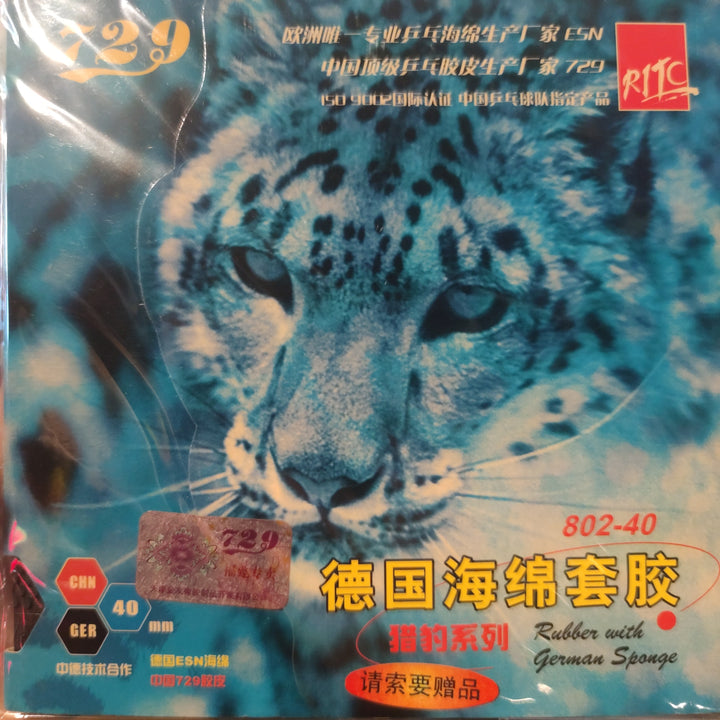 729
欧洲唯一专业乒乓海绵生产厂家 ESN
中国顶级乒乓胶皮生产厂家 729
ISO 9002国际认证 中国乒乓球队指定产品
RITC
802-40
德国海绵套胶
猎豹系列
Rubber with
German Sponge
请索要赠品
729
CHN
40 mm
GER
中德技术合作
德国ESN海绵
中国729胶皮